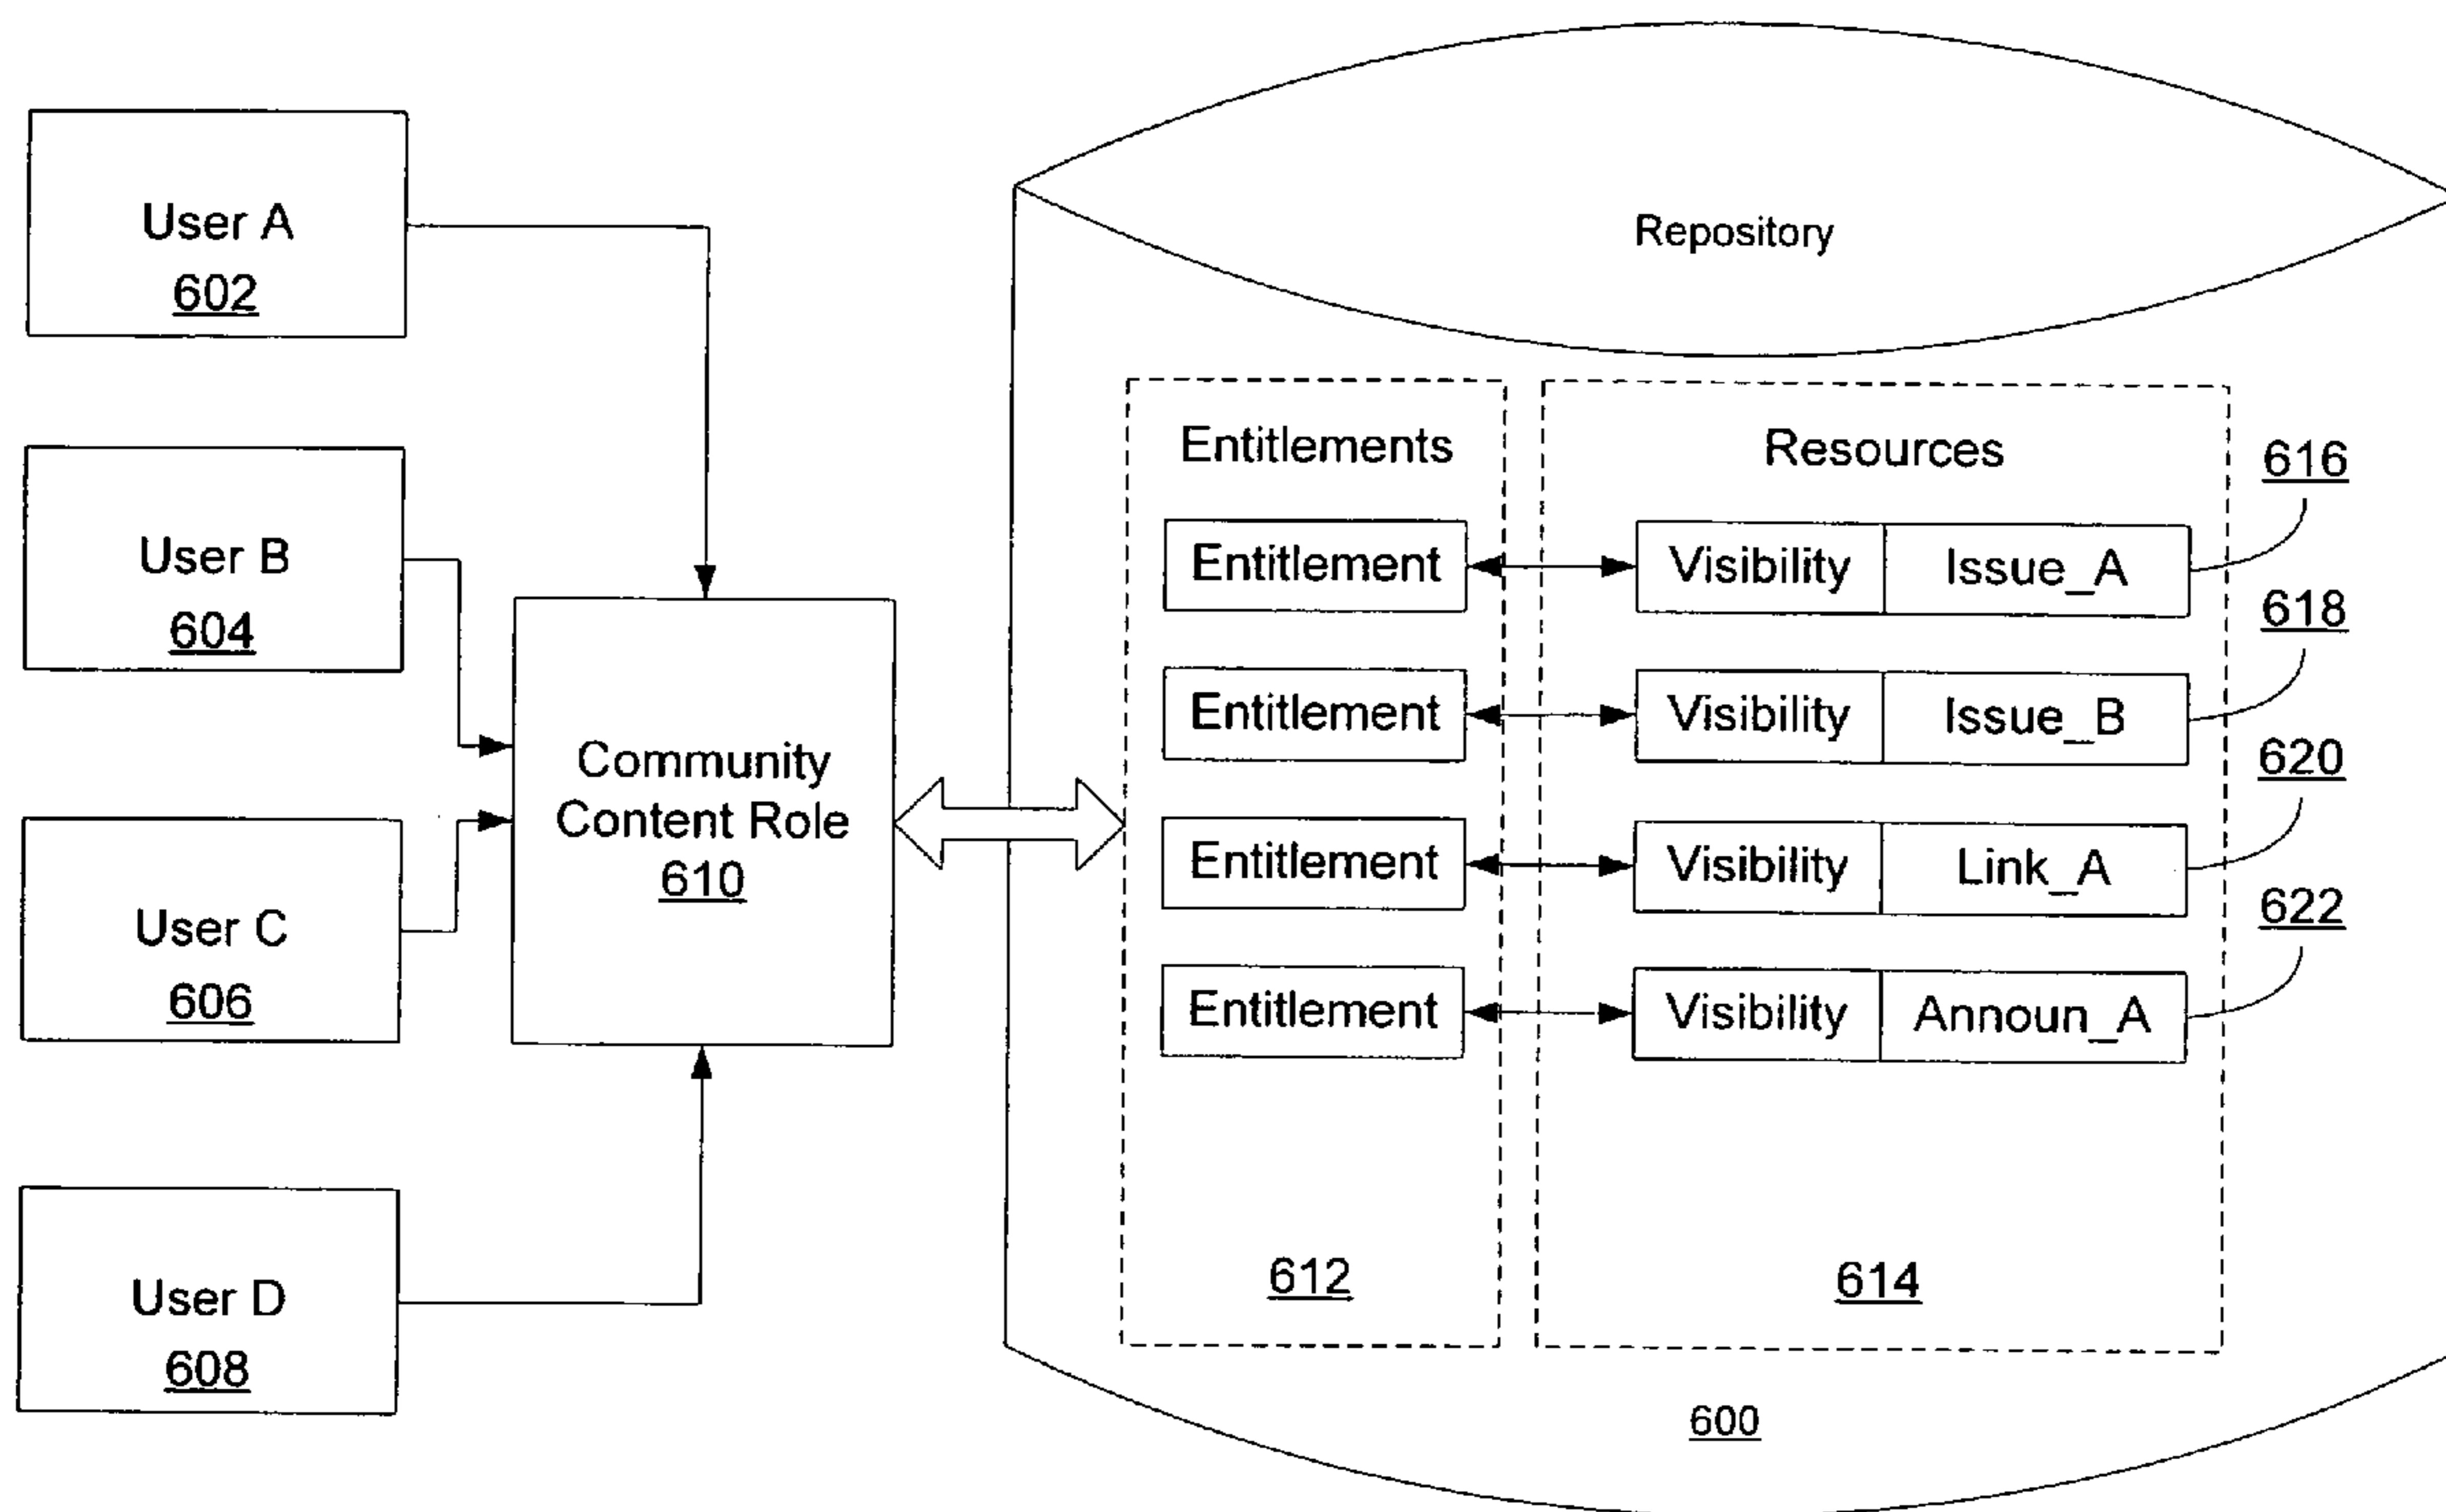 User A
602
User B
604
User C
606
User D
608
Community
Content Role
610
Repository
Entitlements
Entitlement
Entitlement
Entitlement
Entitlement
612
Resources
Visibility Issue_A
Visibility Issue_B
Visibility Link_A
Visibility Announ_A
614
616
618
620
622
600